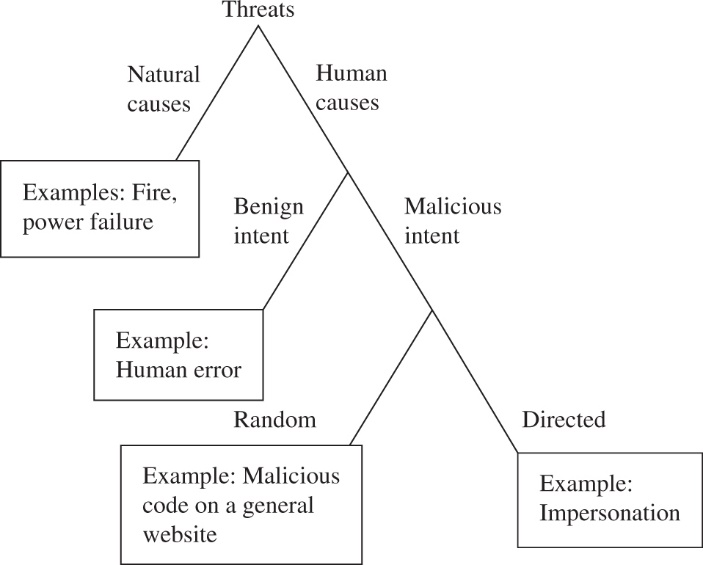 Threats
Natural
causes
Human
causes
Examples: Fire,
power failure
Benign
intent
Malicious
intent
Example:
Human error
Random
Directed
Example: Malicious
code on a general
website
Example:
Impersonation